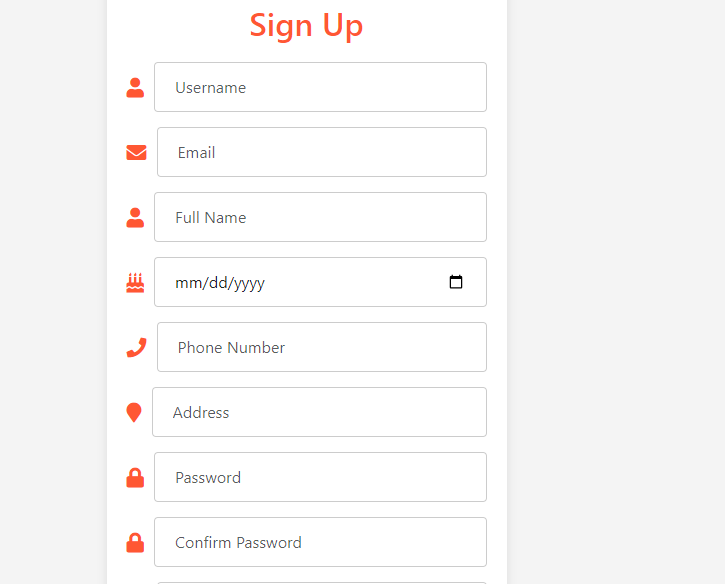 Sign Up
Username
Email
Full Name
mm/dd/yyyy
Phone Number
Address
Password
Confirm Password